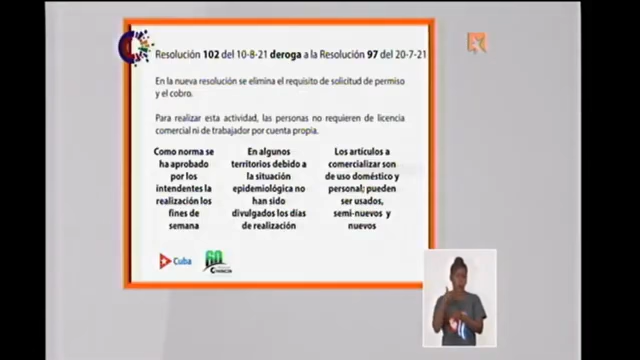 Resolución 102 del 10-8-21 deroga a la Resolución 97 del 20-7-21
En la nueva resolución se elimina el requisito de solicitud de permiso
y el cobro.
Para realizar esta actividad, las personas no requieren de licencia
comercial ni de trabajador por cuenta propia.
Como norma se
ha aprobado
por los
intendentes la
realización los
fines de
semana
En algunos
territorios debido a
la situación
epidemiológica no
han sido
divulgados los días
de realización
Los artículos a
comercializar son
de uso doméstico y
personal; pueden
ser usados,
semi-nuevos y
nuevos
Cuba
60